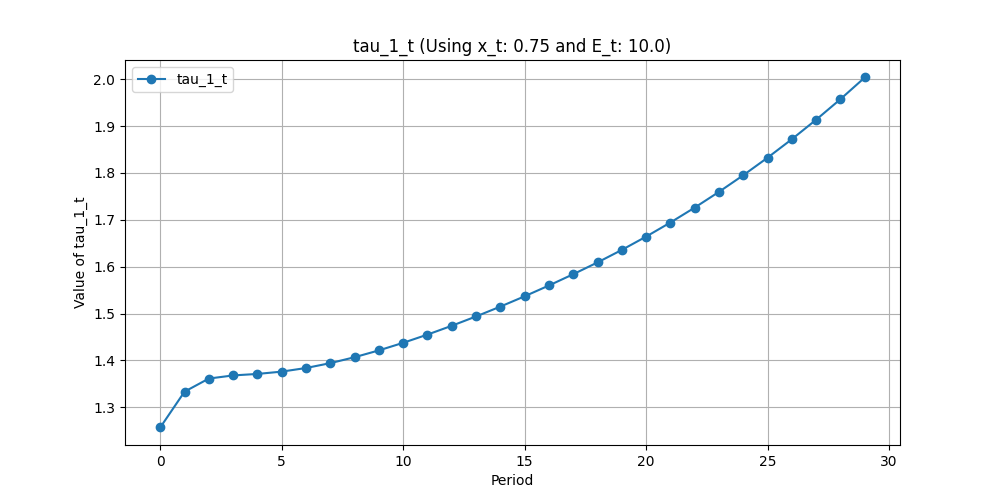 tau_1_t (Using x_t: 0.75 and E_t: 10.0)
tau_1_t
2.0
1.9
1.8
1.7
1.6
1.5
1.4
1.3
Value of tau_1_t
0 5 10 15 20 25 30
Period